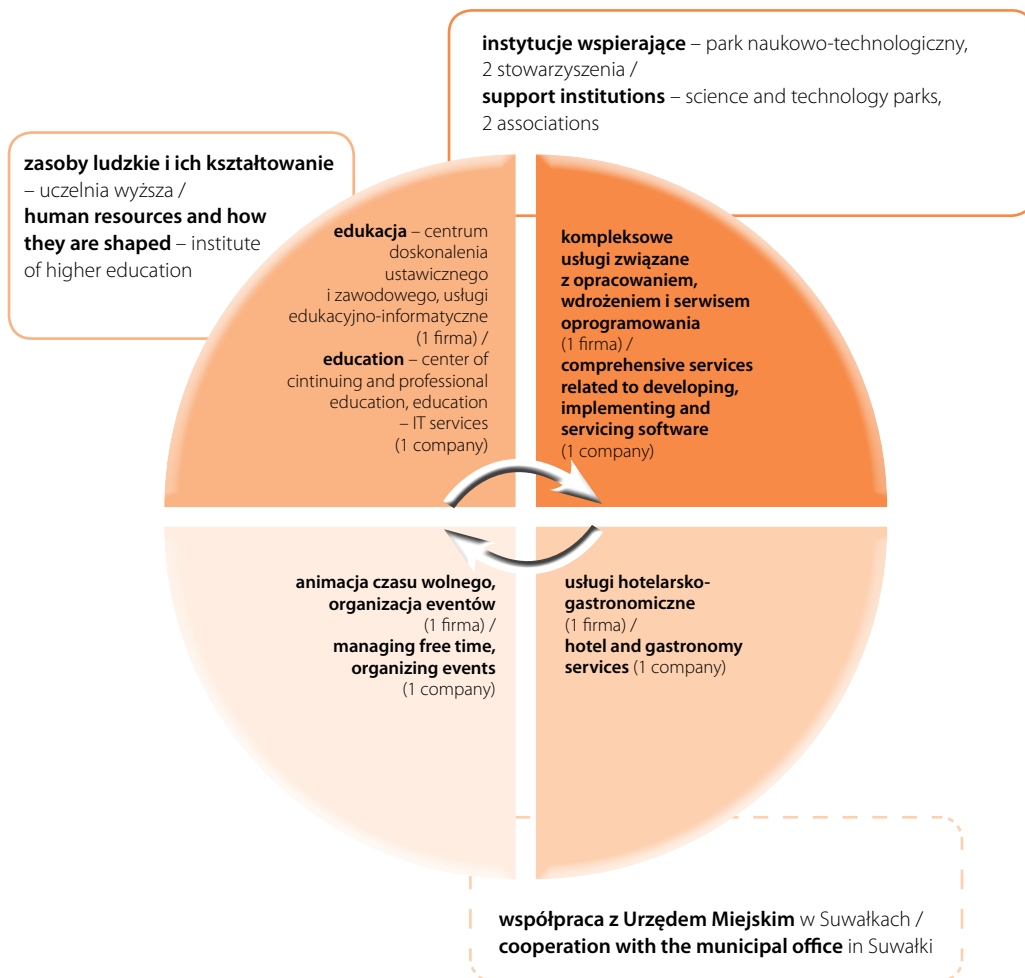 instytucje wspierające – park naukowo-technologiczny,
2 stowarzyszenia /
support institutions – science and technology parks,
2 associations
zasoby ludzkie i ich kształtowanie
– uczelnia wyższa /
human resources and how
they are shaped – institute
of higher education
edukacja – centrum
doskonalenia
ustawicznego
i zawodowego, usługi
edukacyjno-informatyczne
(1 firma) /
education – center of
cintinuing and professional
education, education
– IT services
(1 company)
kompleksowe
usługi związane
z opracowaniem,
wdrożeniem i serwisem
oprogramowania
(1 firma) /
comprehensive services
related to developing,
implementing and
servicing software
(1 company)
animacja czasu wolnego,
organizacja eventów
(1 firma) /
managing free time,
organizing events
(1 company)
usługi hotelarsko-
gastronomiczne
(1 firma) /
hotel and gastronomy
services (1 company)
współpraca z Urzędem Miejskim w Suwałkach /
cooperation with the municipal office in Suwałki